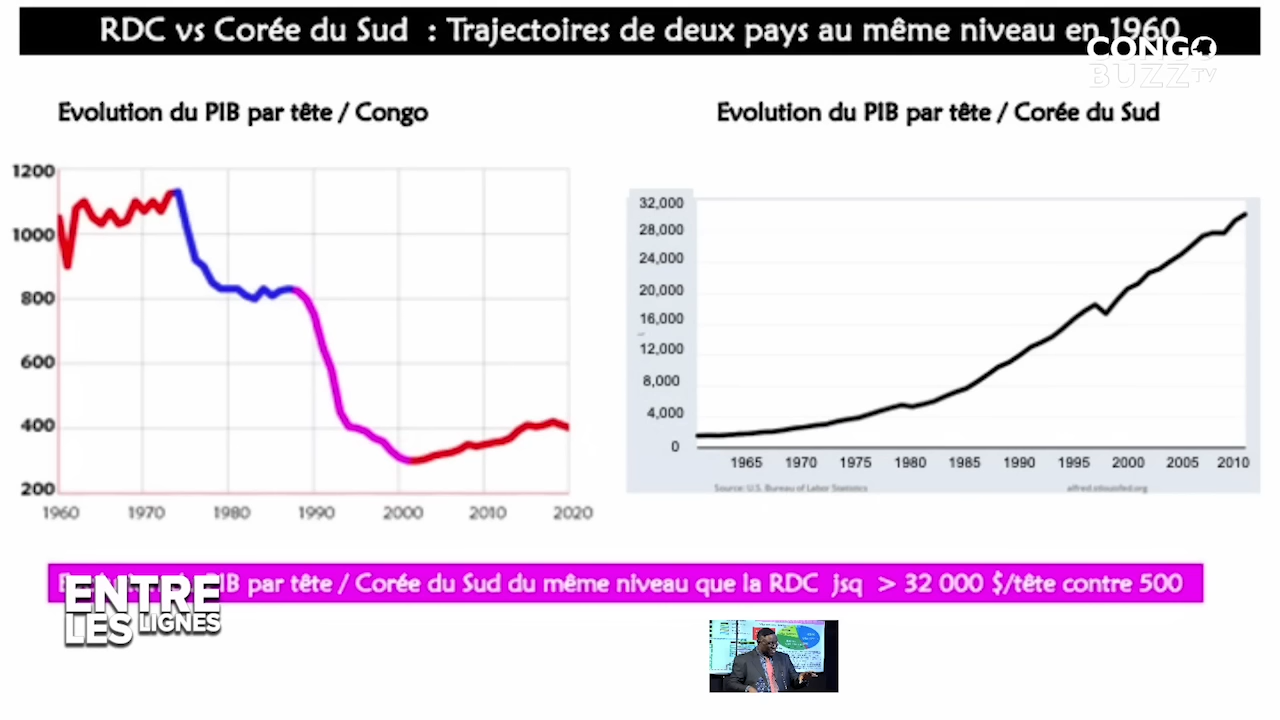 RDC vs Corée du Sud : Trajectoires de deux pays au même niveau en 1960
CONGO
BUZZ TV
Evolution du PIB par tête / Congo
Evolution du PIB par tête / Corée du Sud
1200
1000
800
600
400
200
1960 1970 1980 1990 2000 2010 2020
32,000
28,000
24,000
20,000
16,000
12,000
8,000
4,000
0
1965 1970 1975 1980 1985 1990 1995 2000 2005 2010
Source: U.S. Bureau of Labor Statistics
PIB par tête / Corée du Sud du même niveau que la RDC jsq > 32 000 $/tête contre 500
ENTRE
LES LIGNES